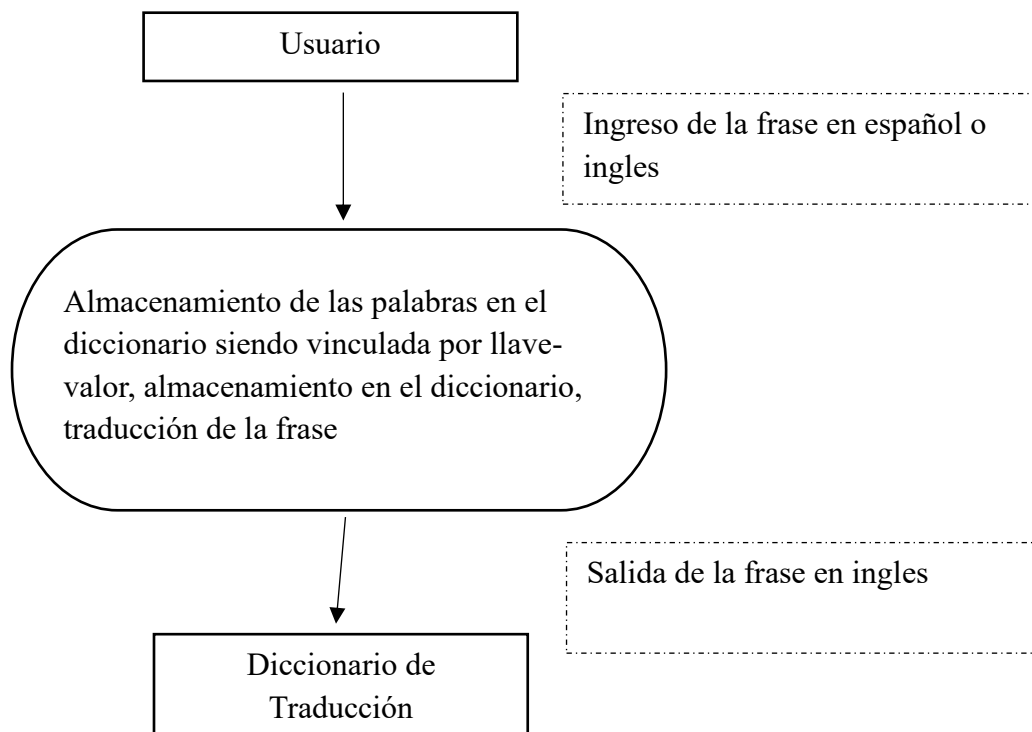 Usuario
Ingreso de la frase en español o
ingles
Almacenamiento de las palabras en el
diccionario siendo vinculada por llave-
valor, almacenamiento en el diccionario,
traducción de la frase
Salida de la frase en ingles
Diccionario de
Traducción